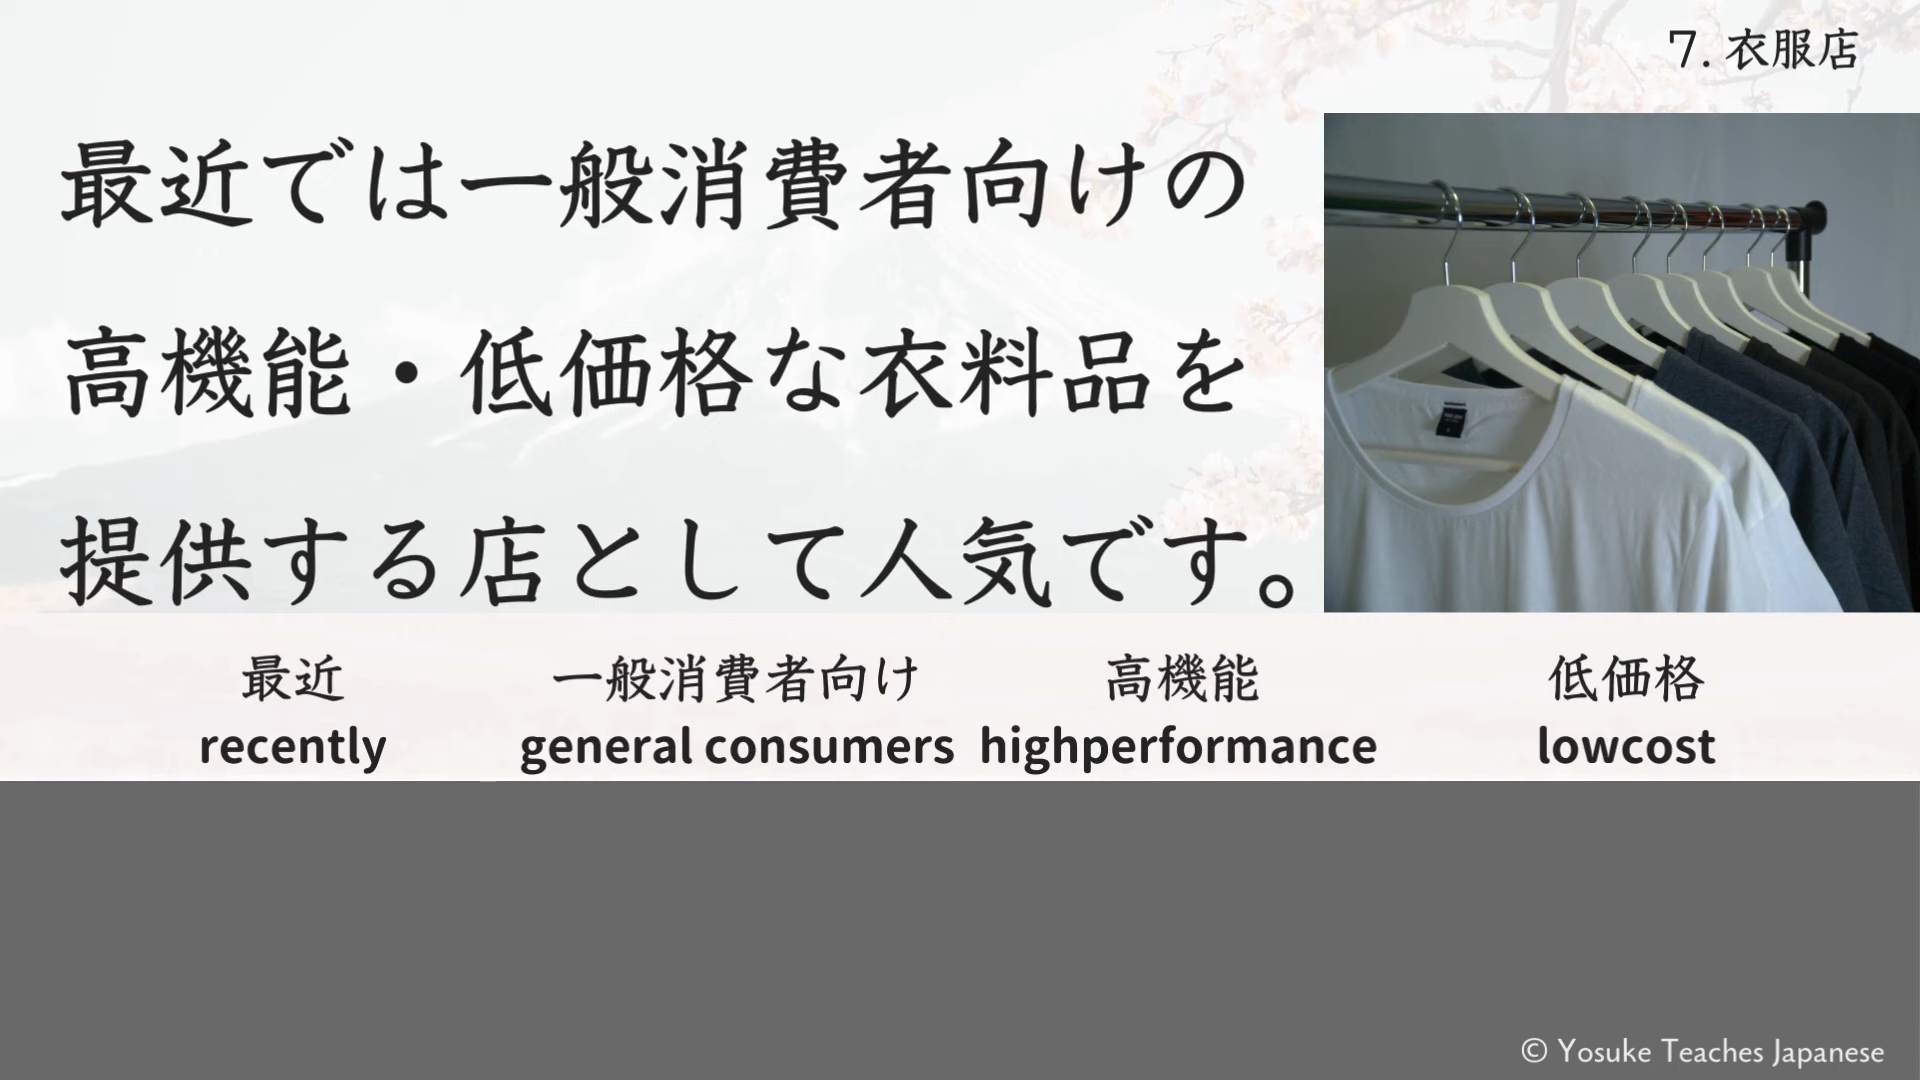 7. 衣服店
最近では一般消費者向けの
高機能・低価格な衣料品を
提供する店として人気です。
最近 一般消費者向け 高機能 低価格
recently general consumers highperformance lowcost
© Yosuke Teaches Japanese